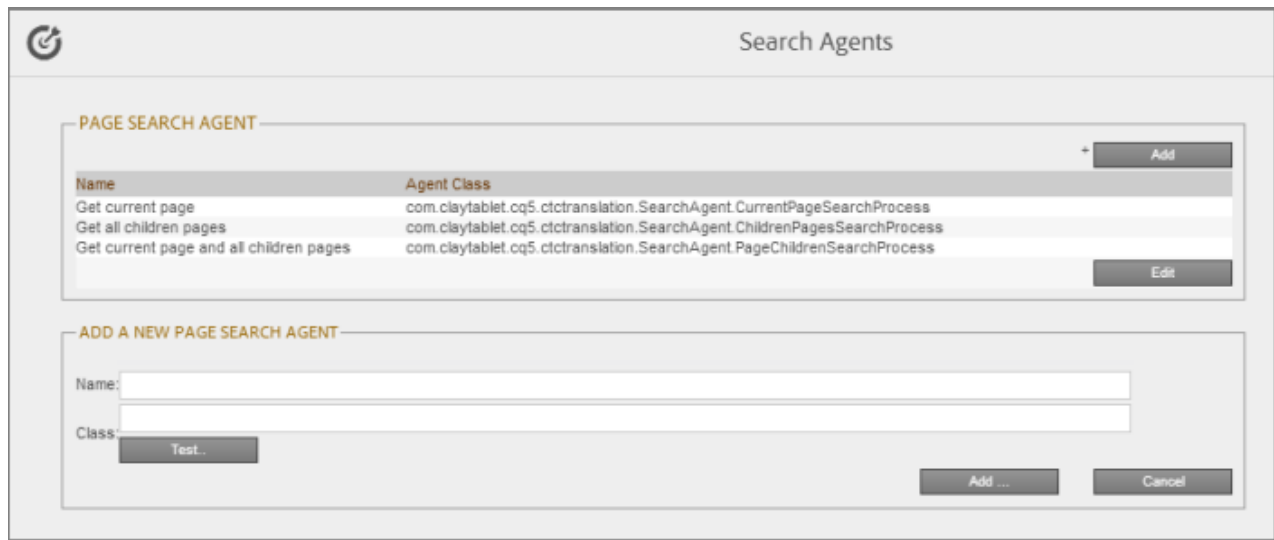 Search Agents
PAGE SEARCH AGENT
+ Add
Name Agent Class
Get current page com.claytablet.cq5.ctctranslation.SearchAgent.CurrentPageSearchProcess
Get all children pages com.claytablet.cq5.ctctranslation.SearchAgent.ChildrenPagesSearchProcess
Get current page and all children pages com.claytablet.cq5.ctctranslation.SearchAgent.PageChildrenSearchProcess
Edit
ADD A NEW PAGE SEARCH AGENT
Name:
Class:
Test..
Add ... Cancel